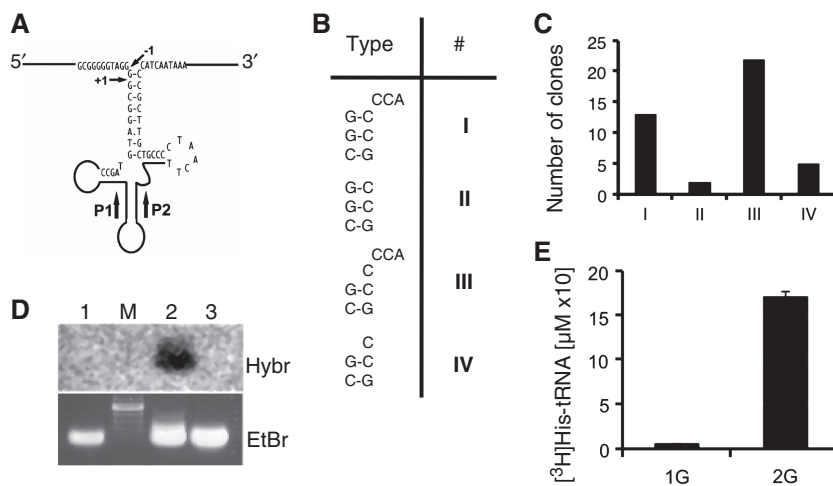 A
5′ GCGGGGGTAGG CATCAATAAA 3′
-1
+1
G-C
G-C
C-G
G-C
G-T
A-T
T-G
G-CTGCCC
C T A
A
T T C
CCGA T
P1 P2
B
Type #
CCA
G-C
G-C
C-G
I
G-C
G-C
C-G
II
CCA
C
G-C
C-G
III
C
G-C
C-G
IV
C
Number of clones
25
20
15
10
5
0
I II III IV
D
1 M 2 3
Hybr
EtBr
E
[³H]His-tRNA [µM x10]
20
15
10
5
0
1G 2G